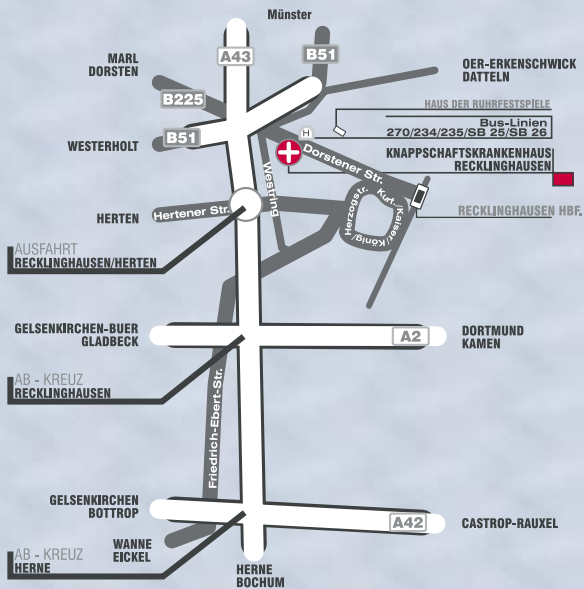 Münster
A43
B51
MARL
DORSTEN
OER-ERKENSCHWICK
DATTELN
B225
HAUS DER RUHRFESTSPIELE
Bus-Linien
270/234/235/SB 25/SB 26
H
B51
WESTERHOLT
Dorstener Str.
KNAPPSCHAFTSKRANKENHAUS
RECKLINGHAUSEN
Westring
Herzogstr.
Kurf./Kaiser/König/
HERTEN
Hertener Str.
RECKLINGHAUSEN HBF.
AUSFAHRT
RECKLINGHAUSEN/HERTEN
GELSENKIRCHEN-BUER
GLADBECK
A2
DORTMUND
KAMEN
AB - KREUZ
RECKLINGHAUSEN
Friedrich-Ebert-Str.
GELSENKIRCHEN
BOTTROP
A42
CASTROP-RAUXEL
WANNE
EICKEL
AB - KREUZ
HERNE
HERNE
BOCHUM